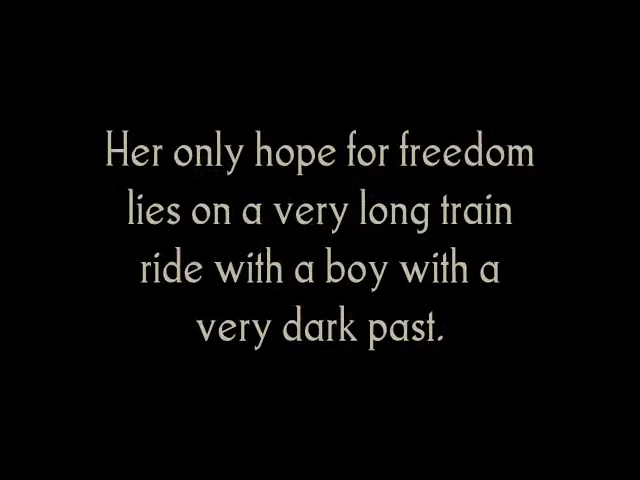 Her only hope for freedom
lies on a very long train
ride with a boy with a
very dark past.